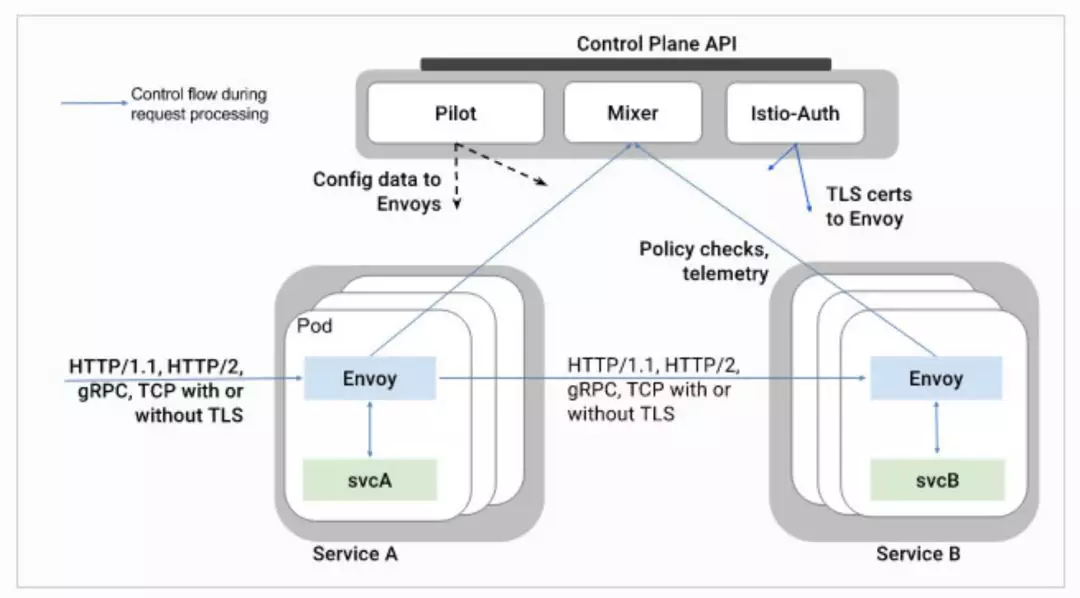 Control Plane API
Control flow during
request processing
Pilot
Mixer
Istio-Auth
Config data to
Envoys
TLS certs
to Envoy
Policy checks,
telemetry
Pod
HTTP/1.1, HTTP/2,
gRPC, TCP with or
without TLS
Envoy
HTTP/1.1, HTTP/2,
gRPC, TCP with or
without TLS
Envoy
svcA
svcB
Service A
Service B